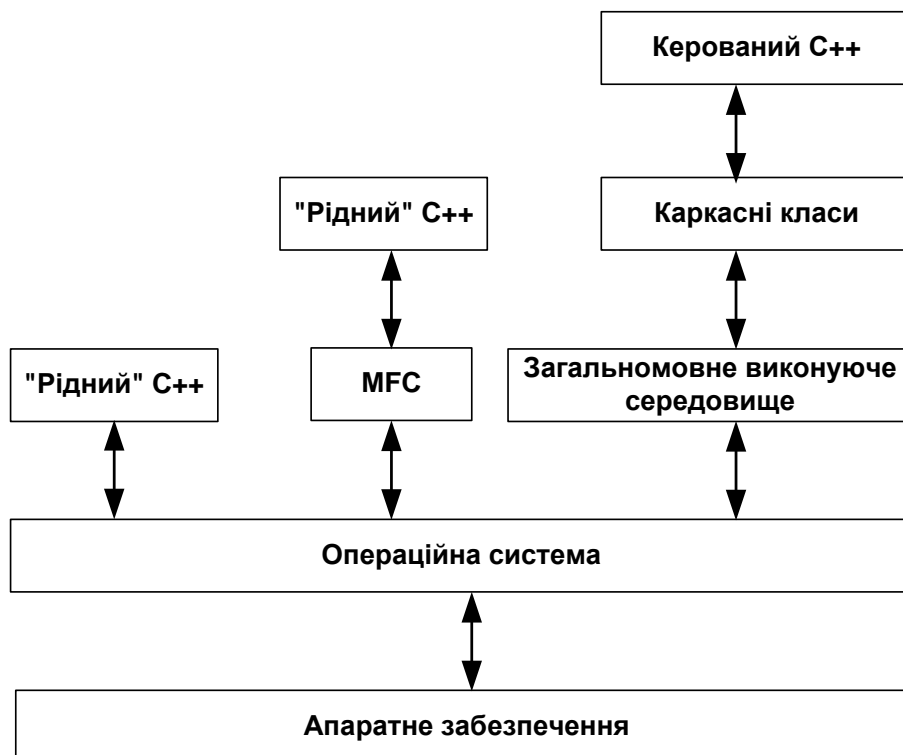 Керований C++
"Рідний" C++
Каркасні класи
"Рідний" C++
MFC
Загальномовне виконуюче
середовище
Операційна система
Апаратне забезпечення